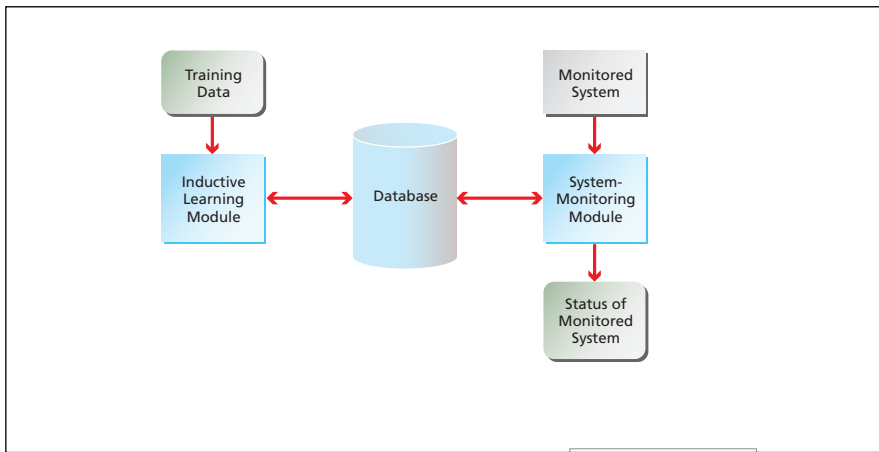 Training
Data
Monitored
System
Inductive
Learning
Module
Database
System-
Monitoring
Module
Status of
Monitored
System